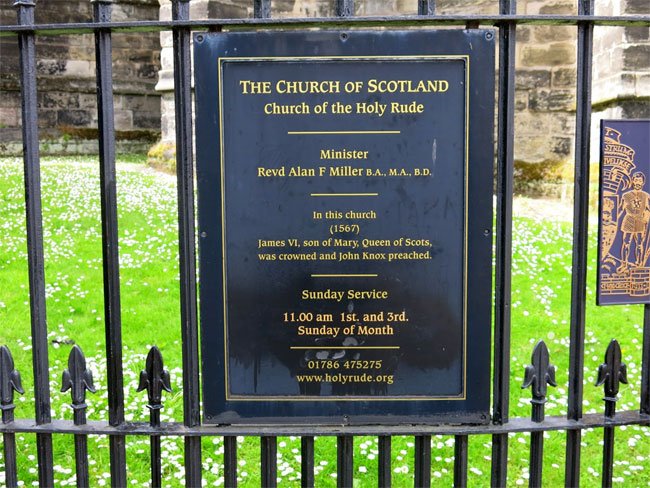 THE CHURCH OF SCOTLAND
Church of the Holy Rude
Minister
Revd Alan F Miller B.A., M.A., B.D.
In this church
(1567)
James VI, son of Mary, Queen of Scots,
was crowned and John Knox preached.
Sunday Service
11.00 am 1st. and 3rd.
Sunday of Month
01786 475275
www.holyrude.org